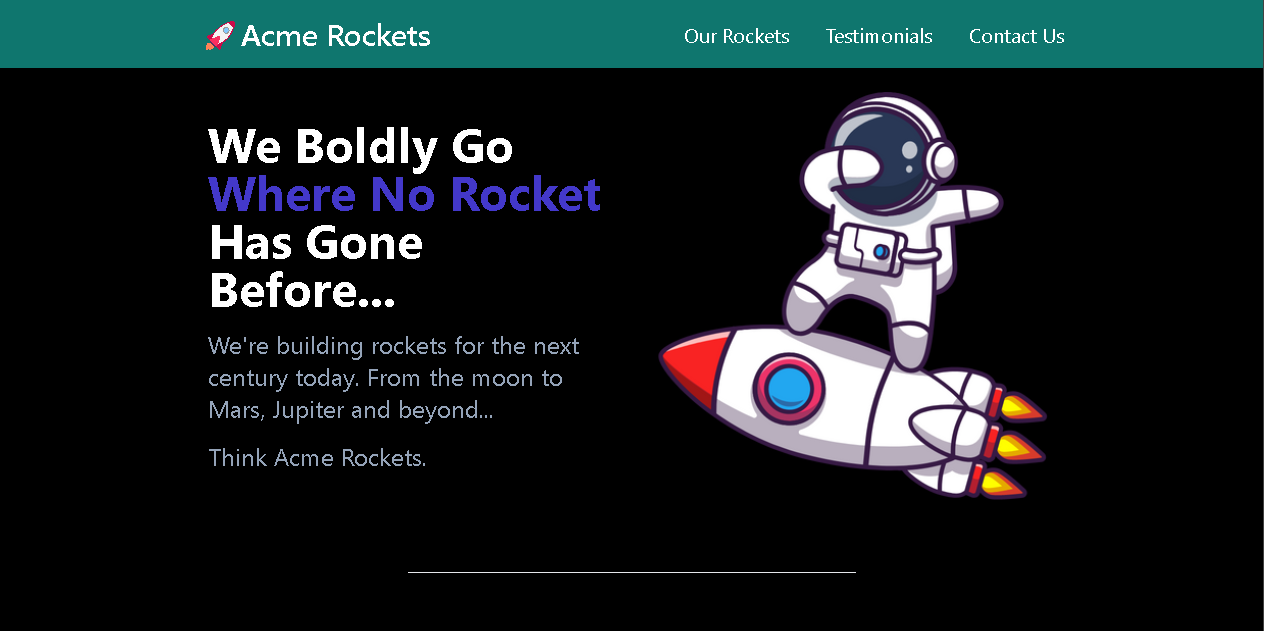 🚀 Acme Rockets
Our Rockets
Testimonials
Contact Us
We Boldly Go
Where No Rocket
Has Gone
Before...
We're building rockets for the next
century today. From the moon to
Mars, Jupiter and beyond...
Think Acme Rockets.